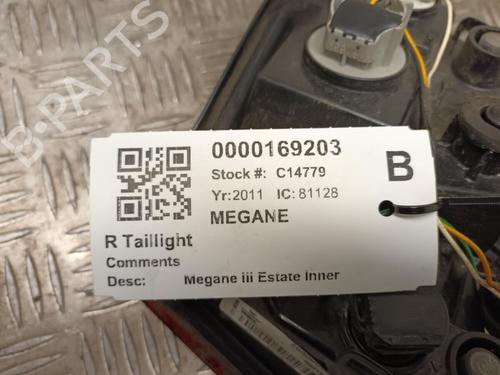 0000169203
Stock #: C14779
B
Yr:2011 IC:81128
MEGANE
R Taillight
Comments
Desc: Megane iii Estate Inner
B-Parts